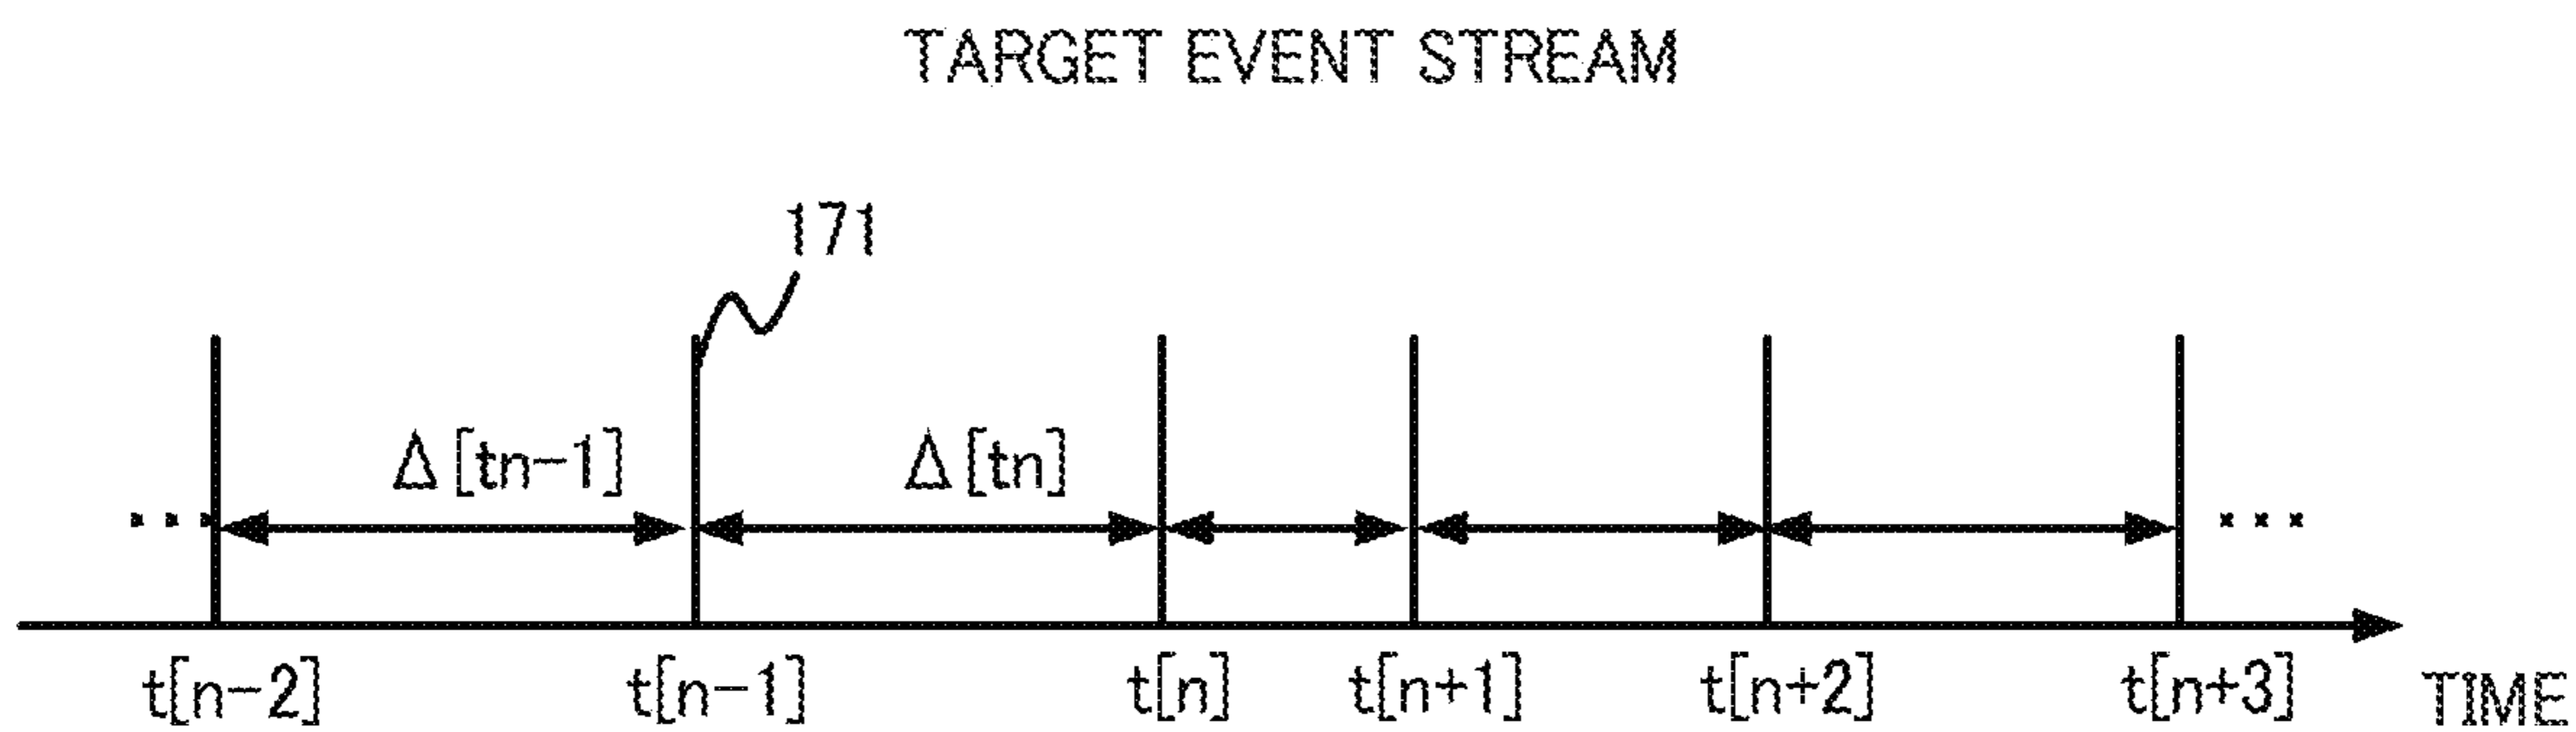 TARGET EVENT STREAM
171
Δ[tn-1] Δ[tn]
... ...
t[n-2] t[n-1] t[n] t[n+1] t[n+2] t[n+3] TIME